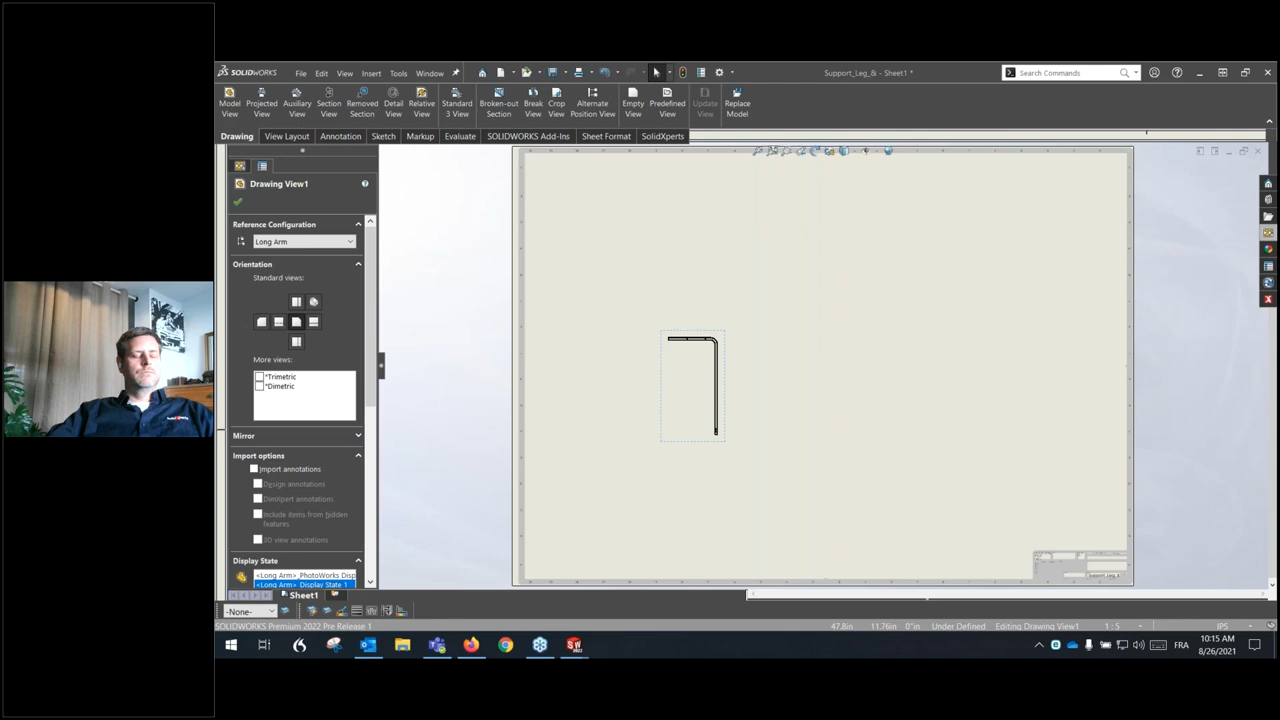 SOLIDWORKS File Edit View Insert Tools Window Support_Leg_& - Sheet1 * Search Commands
Model View
Projected View
Auxiliary View
Section View
Removed Section
Detail View
Relative View
Standard 3 View
Broken-out Section
Break View
Crop View
Alternate Position View
Empty View
Predefined View
Update View
Replace Model
Drawing View Layout Annotation Sketch Markup Evaluate SOLIDWORKS Add-Ins Sheet Format SolidXperts
Drawing View1
Reference Configuration
Long Arm
Orientation
Standard views:
More views:
*Trimetric
*Dimetric
Mirror
Import options
Import annotations
Design annotations
DimXpert annotations
Include items from hidden
features
3D view annotations
Display State
<Long Arm>_PhotoWorks Disp
<Long Arm>_Display State 1
Support_Leg_&
Sheet1
-None-
SOLIDWORKS Premium 2022 Pre Release 1 47.8in 11.76in 0"in Under Defined Editing Drawing View1 1 : 5 IPS
FRA
10:15 AM
8/26/2021